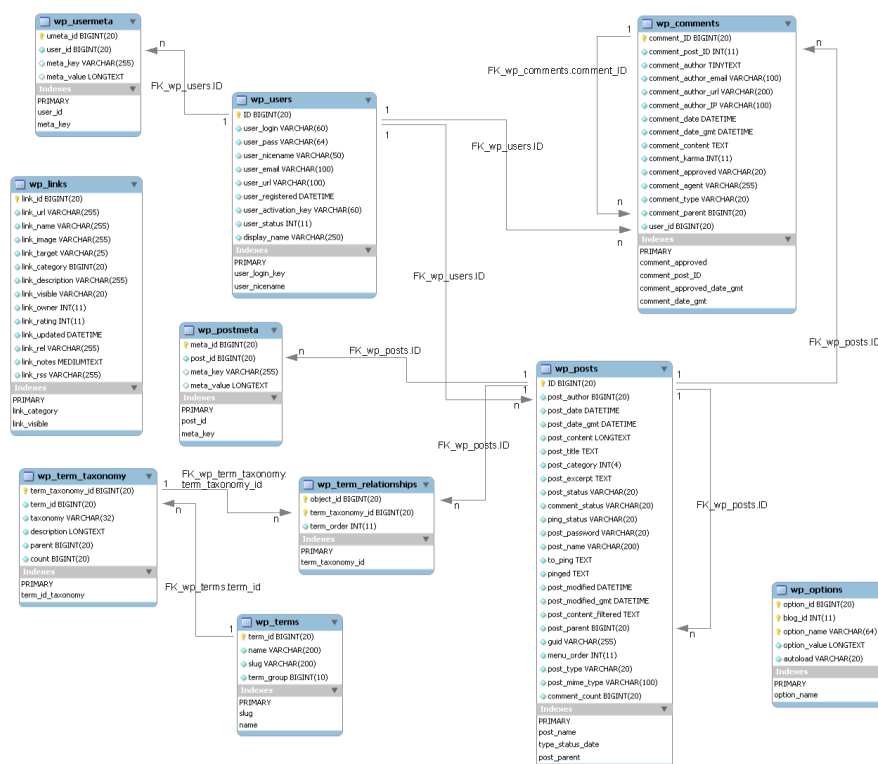 wp_usermeta
umeta_id BIGINT(20)
user_id BIGINT(20)
meta_key VARCHAR(255)
meta_value LONGTEXT
Indexes
PRIMARY
user_id
meta_key
n
FK_wp_users.ID
1
wp_users
ID BIGINT(20)
user_login VARCHAR(60)
user_pass VARCHAR(64)
user_nicename VARCHAR(50)
user_email VARCHAR(100)
user_url VARCHAR(100)
user_registered DATETIME
user_activation_key VARCHAR(60)
user_status INT(11)
display_name VARCHAR(250)
Indexes
PRIMARY
user_login_key
user_nicename
1
1
FK_wp_users.ID
n
FK_wp_users.ID
n
wp_comments
comment_ID BIGINT(20)
comment_post_ID INT(11)
comment_author TINYTEXT
comment_author_email VARCHAR(100)
comment_author_url VARCHAR(200)
comment_author_IP VARCHAR(100)
comment_date DATETIME
comment_date_gmt DATETIME
comment_content TEXT
comment_karma INT(11)
comment_approved VARCHAR(20)
comment_agent VARCHAR(255)
comment_type VARCHAR(20)
comment_parent BIGINT(20)
user_id BIGINT(20)
Indexes
PRIMARY
comment_approved
comment_post_ID
comment_approved_date_gmt
comment_date_gmt
1
FK_wp_comments.comment_ID
n
n
FK_wp_posts.ID
1
wp_links
link_id BIGINT(20)
link_url VARCHAR(255)
link_name VARCHAR(255)
link_image VARCHAR(255)
link_target VARCHAR(25)
link_category BIGINT(20)
link_description VARCHAR(255)
link_visible VARCHAR(20)
link_owner INT(11)
link_rating INT(11)
link_updated DATETIME
link_rel VARCHAR(255)
link_notes MEDIUMTEXT
link_rss VARCHAR(255)
Indexes
PRIMARY
link_category
link_visible
wp_postmeta
meta_id BIGINT(20)
post_id BIGINT(20)
meta_key VARCHAR(255)
meta_value LONGTEXT
Indexes
PRIMARY
post_id
meta_key
n
FK_wp_posts.ID
1
1
FK_wp_posts.ID
n
wp_posts
ID BIGINT(20)
post_author BIGINT(20)
post_date DATETIME
post_date_gmt DATETIME
post_content LONGTEXT
post_title TEXT
post_category INT(4)
post_excerpt TEXT
post_status VARCHAR(20)
comment_status VARCHAR(20)
ping_status VARCHAR(20)
post_password VARCHAR(20)
post_name VARCHAR(200)
to_ping TEXT
pinged TEXT
post_modified DATETIME
post_modified_gmt DATETIME
post_content_filtered TEXT
post_parent BIGINT(20)
guid VARCHAR(255)
menu_order INT(11)
post_type VARCHAR(20)
post_mime_type VARCHAR(100)
comment_count BIGINT(20)
Indexes
PRIMARY
post_name
type_status_date
post_parent
1
FK_wp_posts.ID
n
wp_term_taxonomy
term_taxonomy_id BIGINT(20)
term_id BIGINT(20)
taxonomy VARCHAR(32)
description LONGTEXT
parent BIGINT(20)
count BIGINT(20)
Indexes
PRIMARY
term_id_taxonomy
1
FK_wp_term_taxonomy.
term_taxonomy_id
n
n
FK_wp_terms.term_id
1
wp_term_relationships
object_id BIGINT(20)
term_taxonomy_id BIGINT(20)
term_order INT(11)
Indexes
PRIMARY
term_taxonomy_id
wp_terms
term_id BIGINT(20)
name VARCHAR(200)
slug VARCHAR(200)
term_group BIGINT(10)
Indexes
PRIMARY
slug
name
wp_options
option_id BIGINT(20)
blog_id INT(11)
option_name VARCHAR(64)
option_value LONGTEXT
autoload VARCHAR(20)
Indexes
PRIMARY
option_name